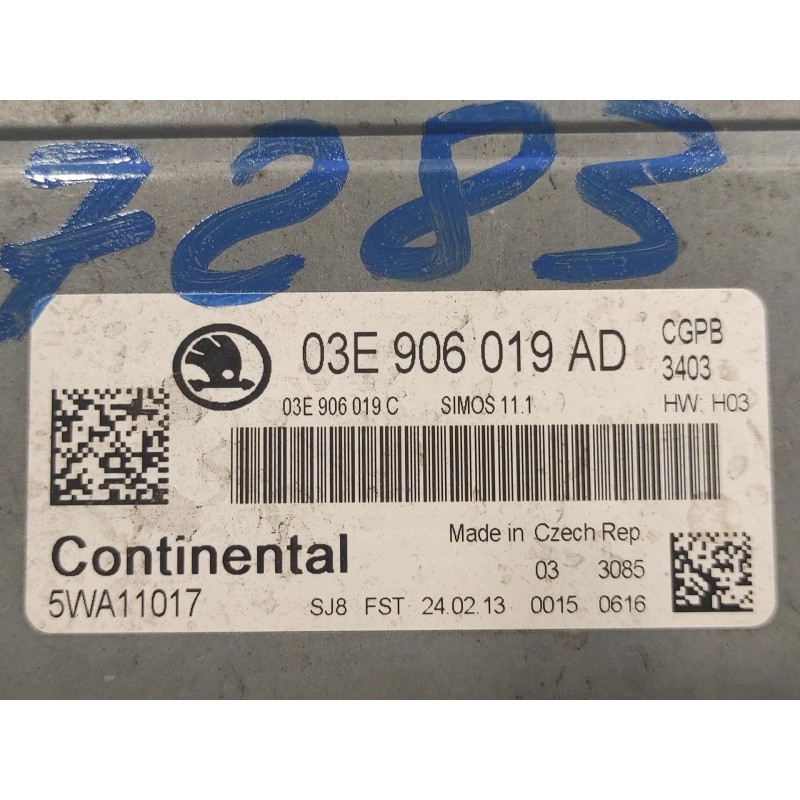 7283
03E 906 019 AD
CGPB
3403
03E 906 019 C SIMOS 11.1
HW: H03
Continental
Made in Czech Rep.
03 3085
5WA11017
SJ8 FST 24.02.13 0015 0616